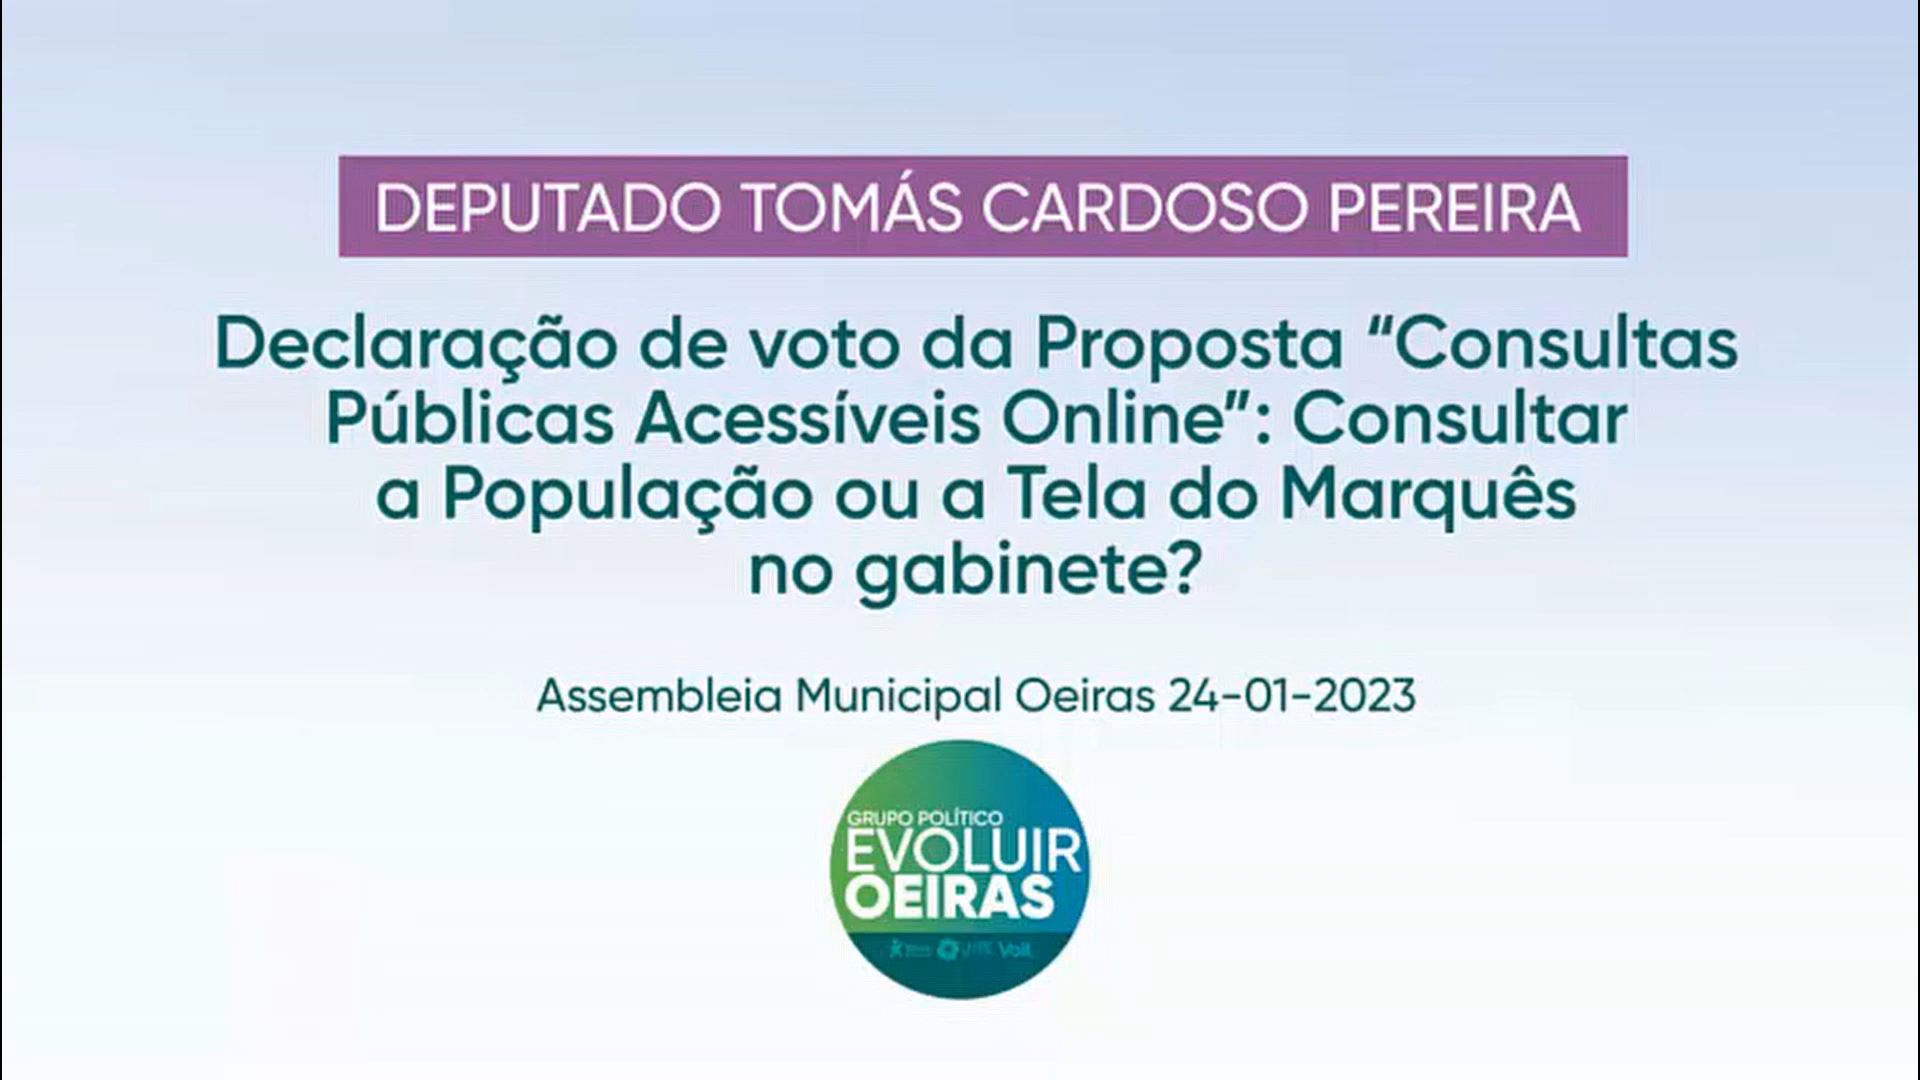 DEPUTADO TOMÁS CARDOSO PEREIRA
Declaração de voto da Proposta “Consultas
Públicas Acessíveis Online”: Consultar
a População ou a Tela do Marquês
no gabinete?
Assembleia Municipal Oeiras 24-01-2023
GRUPO POLÍTICO
EVOLUIR
OEIRAS